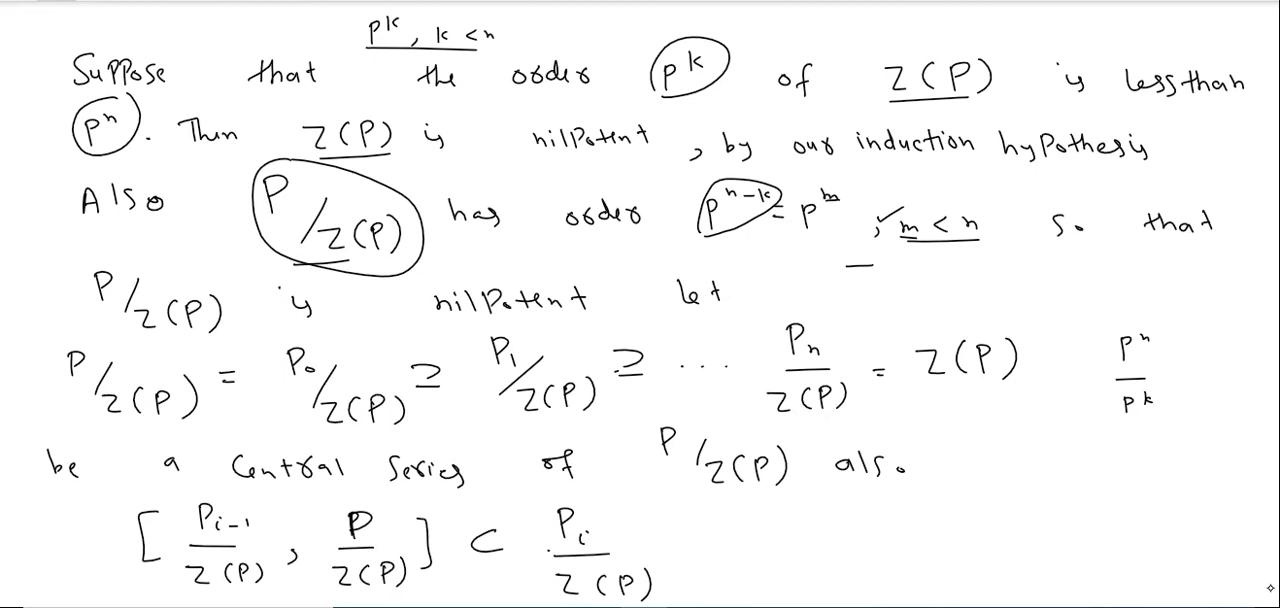 p^k, k < n
Suppose that the order p^k of Z(P) is less than
p^n. Then Z(P) is nilpotent, by our induction hypothesis
Also P/Z(P) has order p^{n-k} = p^m, m < n so that
P/Z(P) is nilpotent let
P/Z(P) = P₀/Z(P) ⊇ P₁/Z(P) ⊇ ... Pₙ/Z(P) = Z(P) p^n/p^k
be a Central Series of P/Z(P) also
[P_{i-1}/Z(P), P/Z(P)] ⊂ P_i/Z(P)